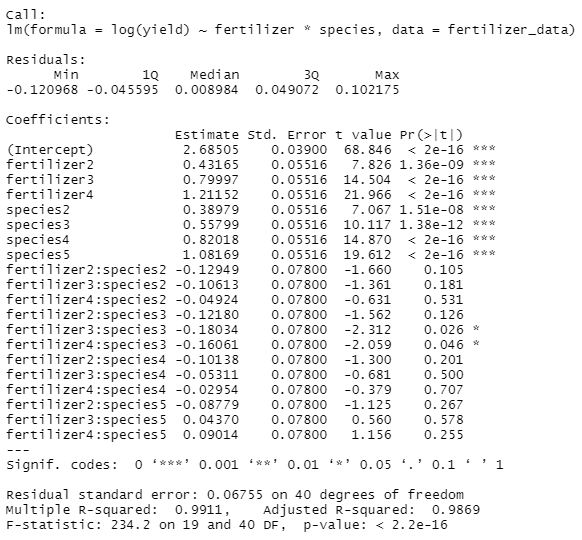 Call:
lm(formula = log(yield) ~ fertilizer * species, data = fertilizer_data)
Residuals:
Min 1Q Median 3Q Max
-0.120968 -0.045595 0.008984 0.049072 0.102175
Coefficients:
Estimate Std. Error t value Pr(>|t|)
(Intercept) 2.68505 0.03900 68.846 < 2e-16 ***
fertilizer2 0.43165 0.05516 7.826 1.36e-09 ***
fertilizer3 0.79997 0.05516 14.504 < 2e-16 ***
fertilizer4 1.21152 0.05516 21.966 < 2e-16 ***
species2 0.38979 0.05516 7.067 1.51e-08 ***
species3 0.55799 0.05516 10.117 1.38e-12 ***
species4 0.82018 0.05516 14.870 < 2e-16 ***
species5 1.08169 0.05516 19.612 < 2e-16 ***
fertilizer2:species2 -0.12949 0.07800 -1.660 0.105
fertilizer3:species2 -0.10613 0.07800 -1.361 0.181
fertilizer4:species2 -0.04924 0.07800 -0.631 0.531
fertilizer2:species3 -0.12180 0.07800 -1.562 0.126
fertilizer3:species3 -0.18034 0.07800 -2.312 0.026 *
fertilizer4:species3 -0.16061 0.07800 -2.059 0.046 *
fertilizer2:species4 -0.10138 0.07800 -1.300 0.201
fertilizer3:species4 -0.05311 0.07800 -0.681 0.500
fertilizer4:species4 -0.02954 0.07800 -0.379 0.707
fertilizer2:species5 -0.08779 0.07800 -1.125 0.267
fertilizer3:species5 0.04370 0.07800 0.560 0.578
fertilizer4:species5 0.09014 0.07800 1.156 0.255
---
Signif. codes: 0 ‘***’ 0.001 ‘**’ 0.01 ‘*’ 0.05 ‘.’ 0.1 ‘ ’ 1
Residual standard error: 0.06755 on 40 degrees of freedom
Multiple R-squared: 0.9911, Adjusted R-squared: 0.9869
F-statistic: 234.2 on 19 and 40 DF, p-value: < 2.2e-16